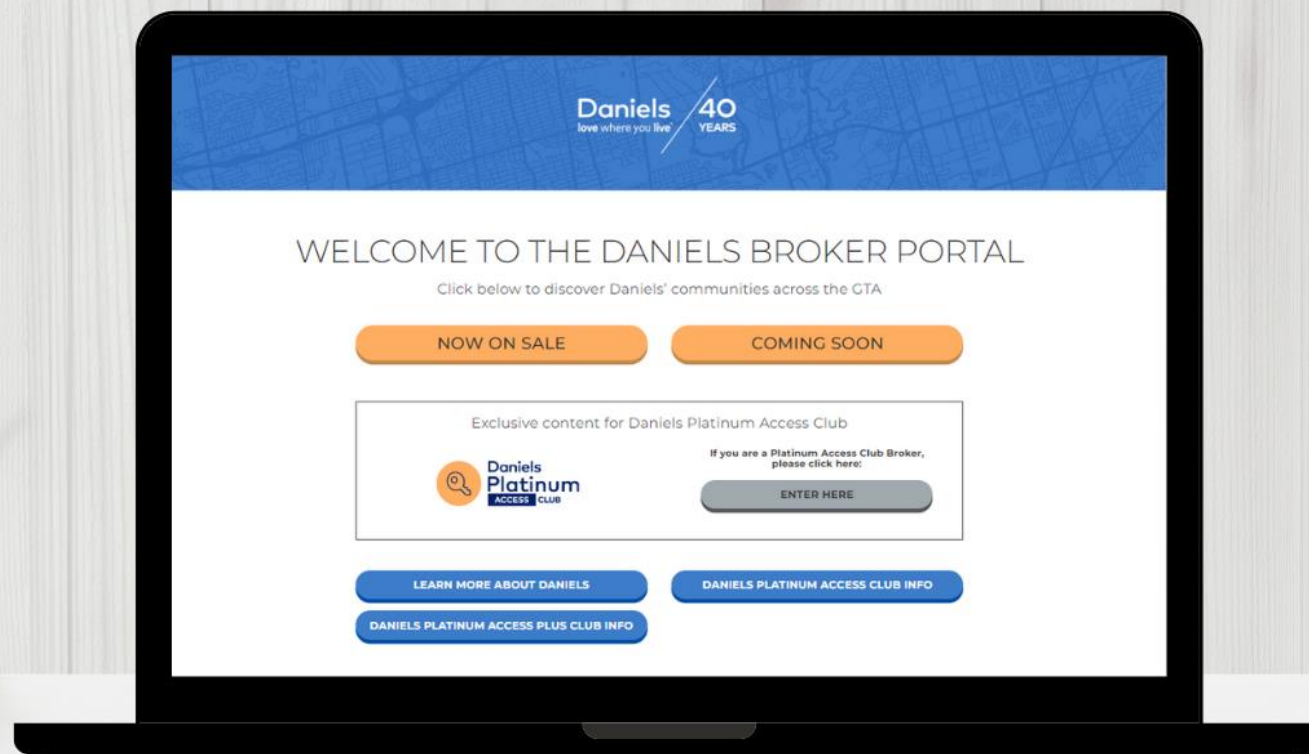 Daniels
love where you live®
40
YEARS
WELCOME TO THE DANIELS BROKER PORTAL
Click below to discover Daniels' communities across the GTA
NOW ON SALE
COMING SOON
Exclusive content for Daniels Platinum Access Club
Daniels
Platinum
ACCESS CLUB
If you are a Platinum Access Club Broker,
please click here:
ENTER HERE
LEARN MORE ABOUT DANIELS
DANIELS PLATINUM ACCESS CLUB INFO
DANIELS PLATINUM ACCESS PLUS CLUB INFO